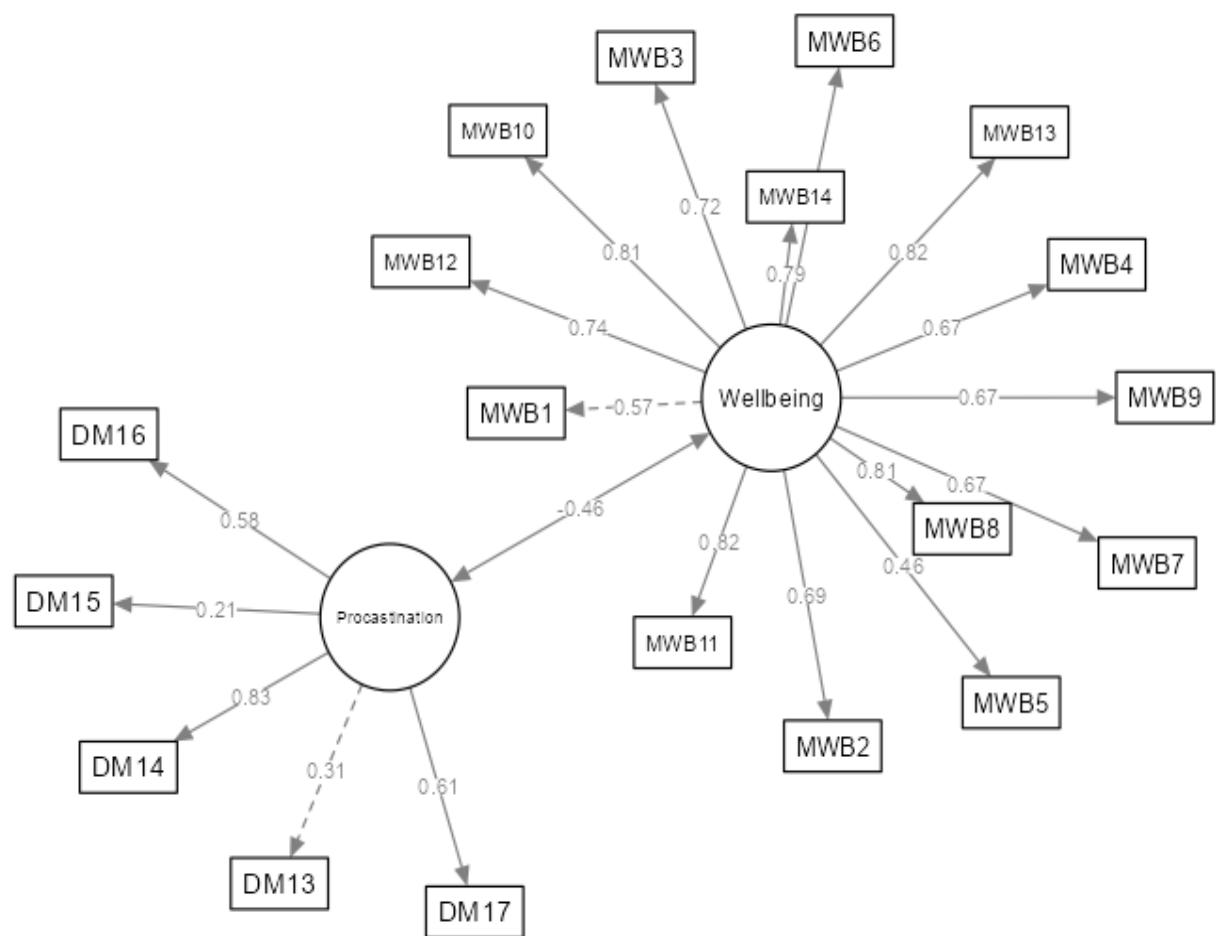 MWB6
MWB3
MWB10
MWB13
MWB14
0.72
0.81
0.82
MWB12
MWB4
0.79
0.74
0.67
Wellbeing
MWB9
0.67
MWB1
0.57
DM16
0.81
0.67
-0.46
0.58
MWB8
0.82
0.46
MWB7
DM15
0.21
0.69
Procastination
MWB11
0.83
MWB5
MWB2
DM14
0.31
0.61
DM13
DM17